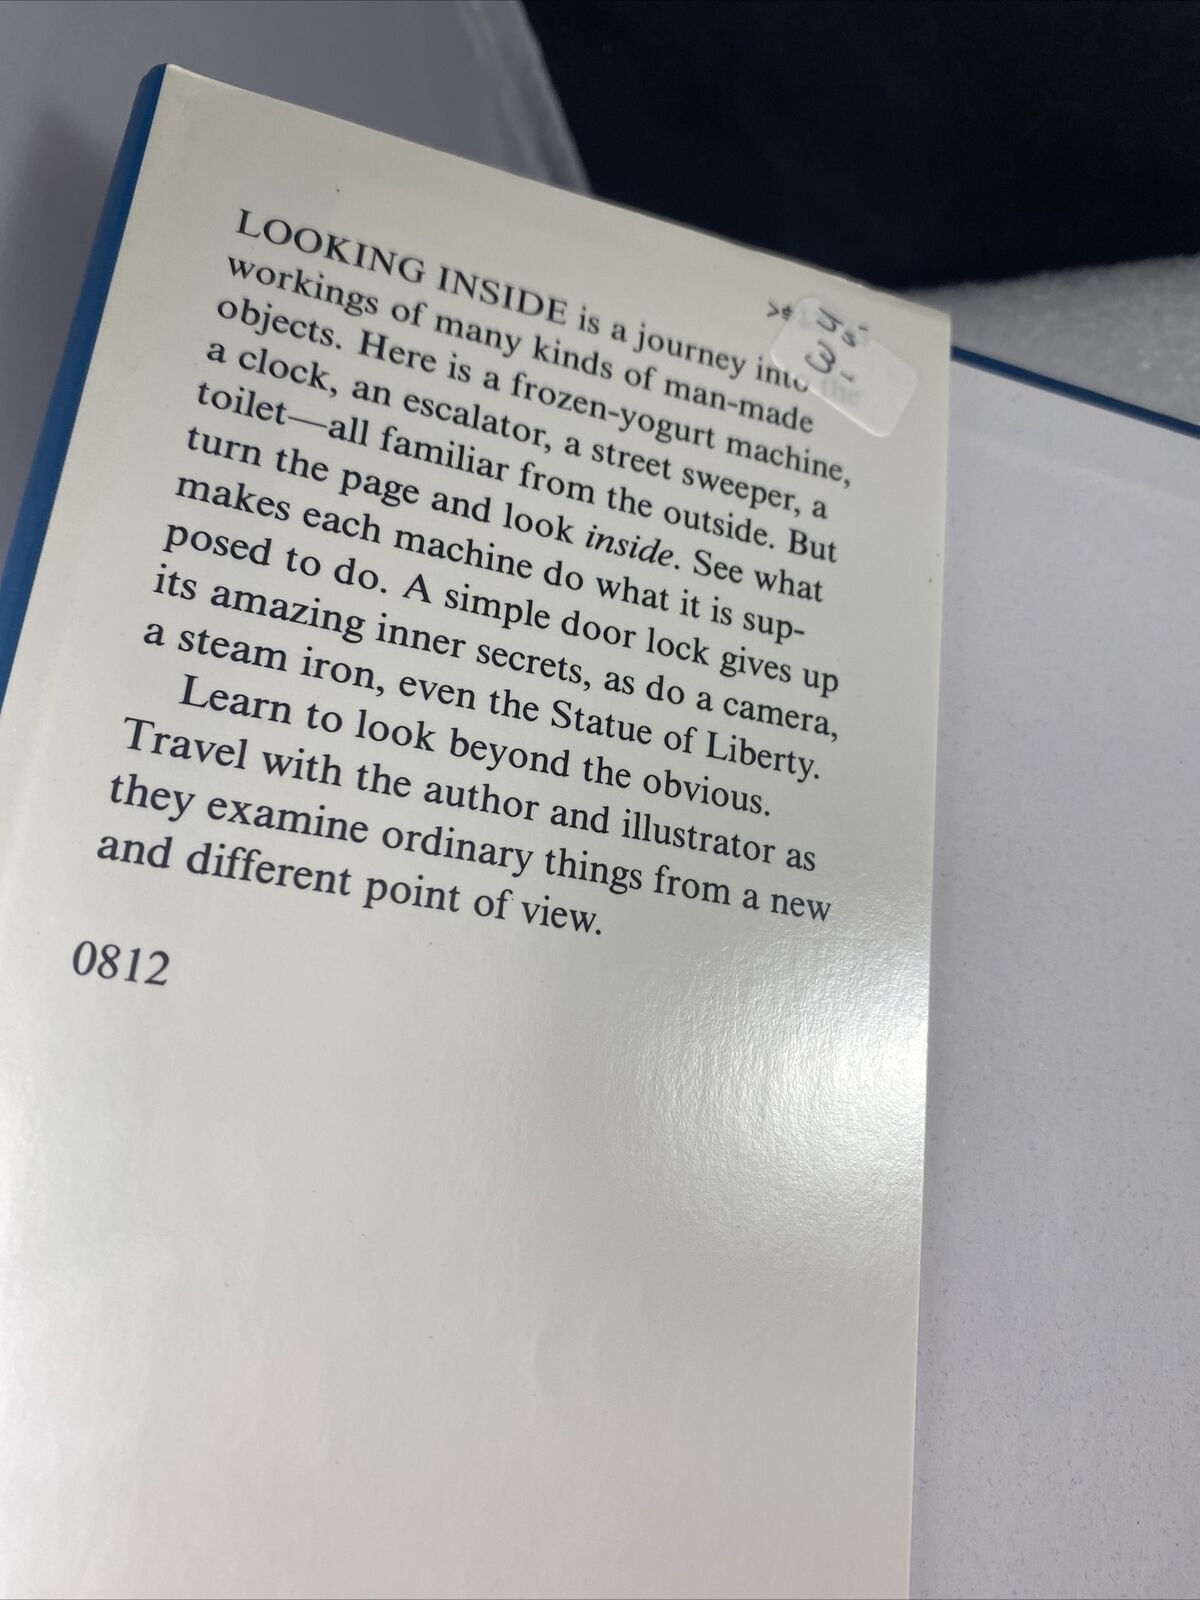 LOOKING INSIDE is a journey into the
workings of many kinds of man-made
objects. Here is a frozen-yogurt machine,
a clock, an escalator, a street sweeper, a
toilet—all familiar from the outside. But
turn the page and look inside. See what
makes each machine do what it is sup-
posed to do. A simple door lock gives up
its amazing inner secrets, as do a camera,
a steam iron, even the Statue of Liberty.
Learn to look beyond the obvious.
Travel with the author and illustrator as
they examine ordinary things from a new
and different point of view.
0812